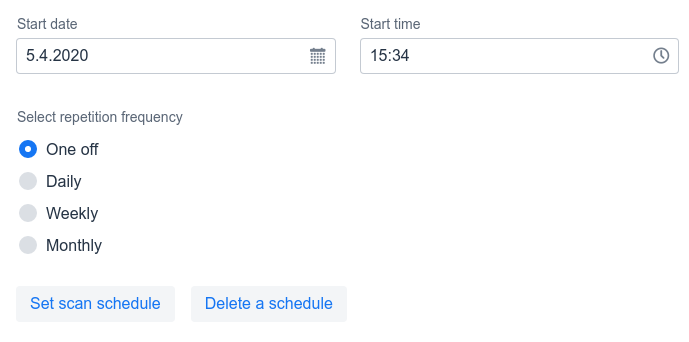 Start date
Start time
5.4.2020
15:34
Select repetition frequency
One off
Daily
Weekly
Monthly
Set scan schedule
Delete a schedule